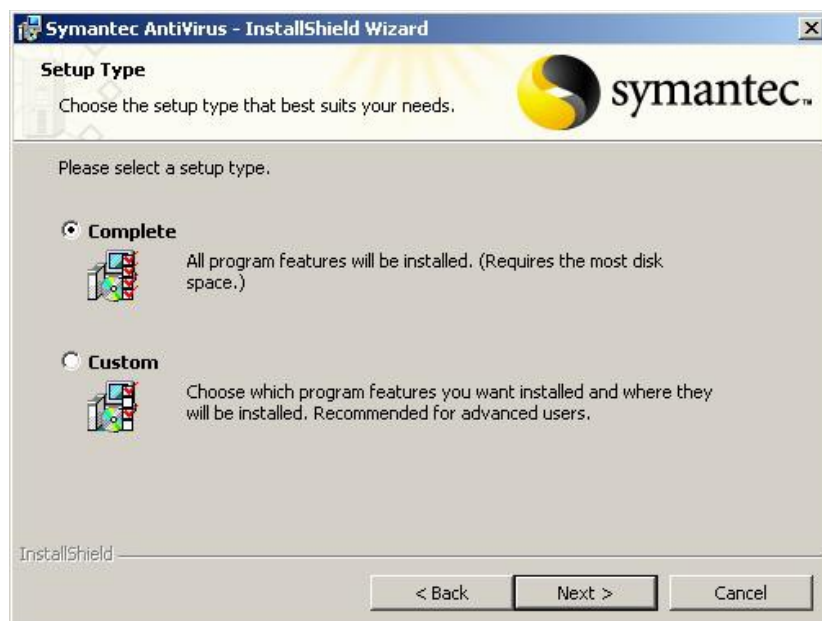 Symantec AntiVirus - InstallShield Wizard
Setup Type
Choose the setup type that best suits your needs.
symantec™
Please select a setup type.
Complete
All program features will be installed. (Requires the most disk
space.)
Custom
Choose which program features you want installed and where they
will be installed. Recommended for advanced users.
InstallShield
< Back
Next >
Cancel